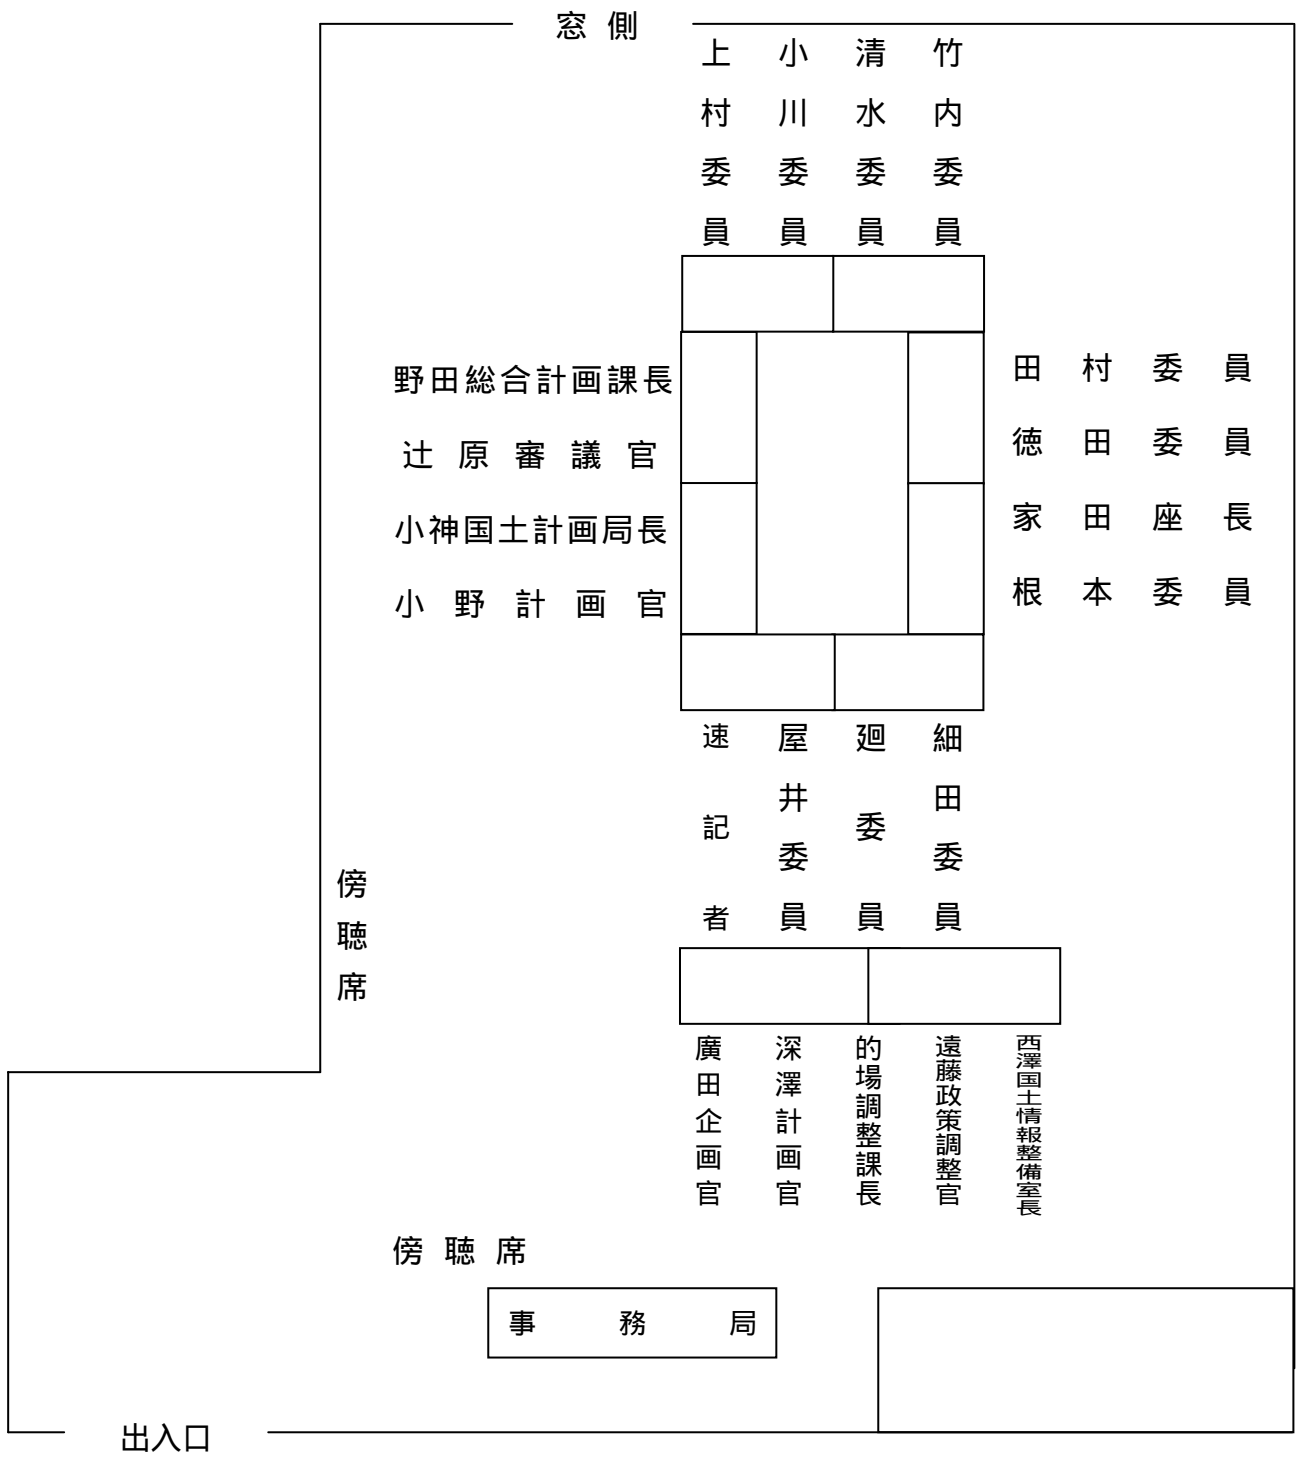 窓側
上村委員
小川委員
清水委員
竹内委員
野田総合計画課長
辻原審議官
小神国土計画局長
小野計画官
田村委員
徳田委員
家田座長
根本委員
速記者
屋井委員
廻委員
細田委員
傍聴席
廣田企画官
深澤計画官
的場調整課長
遠藤政策調整官
西澤国土情報整備室長
傍聴席
事務局
出入口